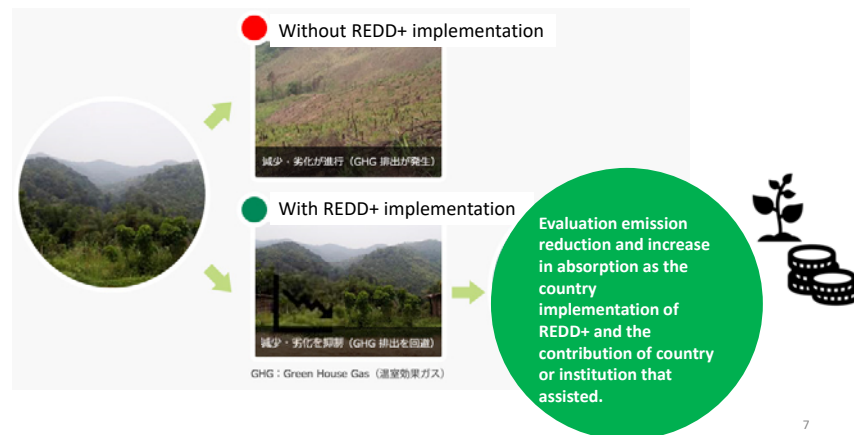 Without REDD+ implementation
減少・劣化が進行（GHG 排出が発生）
With REDD+ implementation
減少・劣化を抑制（GHG 排出を回避）
GHG：Green House Gas（温室効果ガス）
Evaluation emission
reduction and increase
in absorption as the
country
implementation of
REDD+ and the
contribution of country
or institution that
assisted.
7